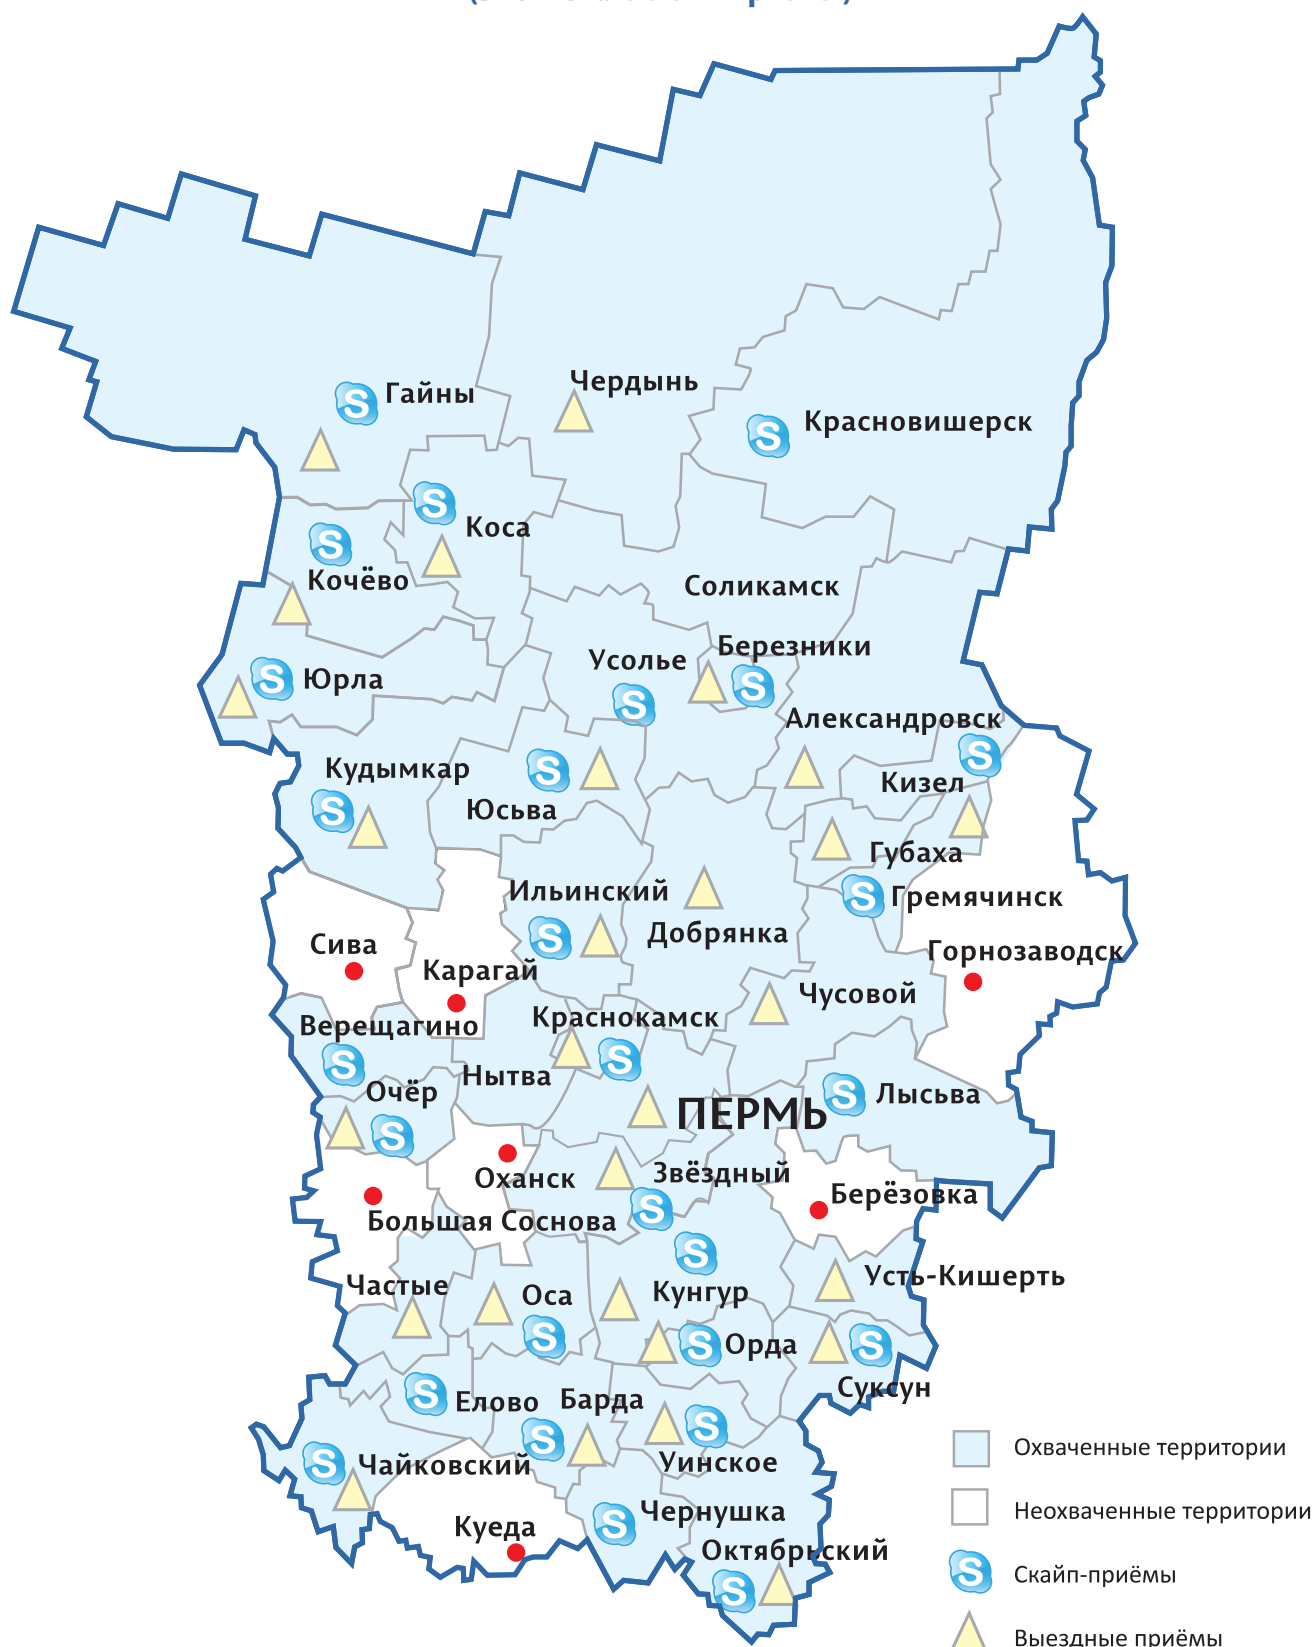 Гайны
Чердынь
Красновишерск
Коса
Кочёво
Соликамск
Березники
Усолье
Юрла
Александровск
Кудымкар
Кизел
Юсьва
Губаха
Ильинский
Гремячинск
Добрянка
Сива
Горнозаводск
Карагай
Чусовой
Краснокамск
Верещагино
Нытва
Очёр
Лысьва
ПЕРМЬ
Звёздный
Оханск
Берёзовка
Большая Соснова
Усть-Кишерть
Частые
Оса
Кунгур
Орда
Суксун
Елово
Барда
Чайковский
Уинское
Чернушка
Куеда
Октябрьский
Охваченные территории
Неохваченные территории
Скайп-приёмы
Выездные приёмы